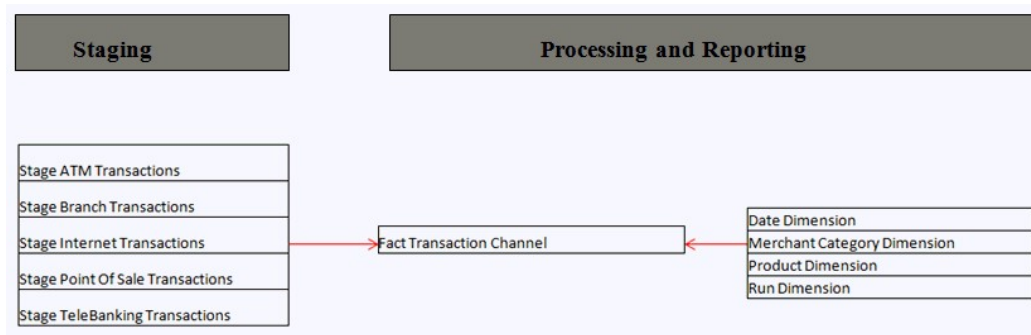 Staging
Processing and Reporting
Stage ATM Transactions
Stage Branch Transactions
Stage Internet Transactions
Stage Point Of Sale Transactions
Stage TeleBanking Transactions
Fact Transaction Channel
Date Dimension
Merchant Category Dimension
Product Dimension
Run Dimension